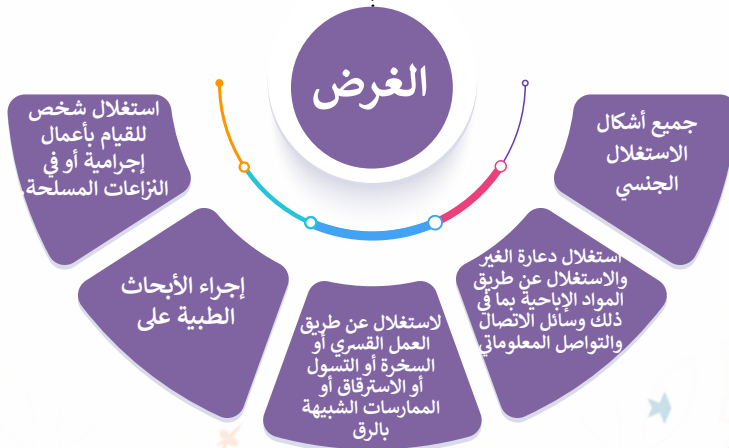 الغرض
جميع أشكال
الاستغلال
الجنسي
استغلال دعارة الغير
والاستغلال عن طريق
المواد الإباحية بما في
ذلك وسائل الاتصال
والتواصل المعلوماتي
لاستغلال عن طريق
العمل القسري أو
السخرة أو التسول
أو الاسترقاق أو
الممارسات الشبيهة
بالرق
إجراء الأبحاث
الطبية على
استغلال شخص
للقيام بأعمال
إجرامية أو في
النزاعات المسلحة.